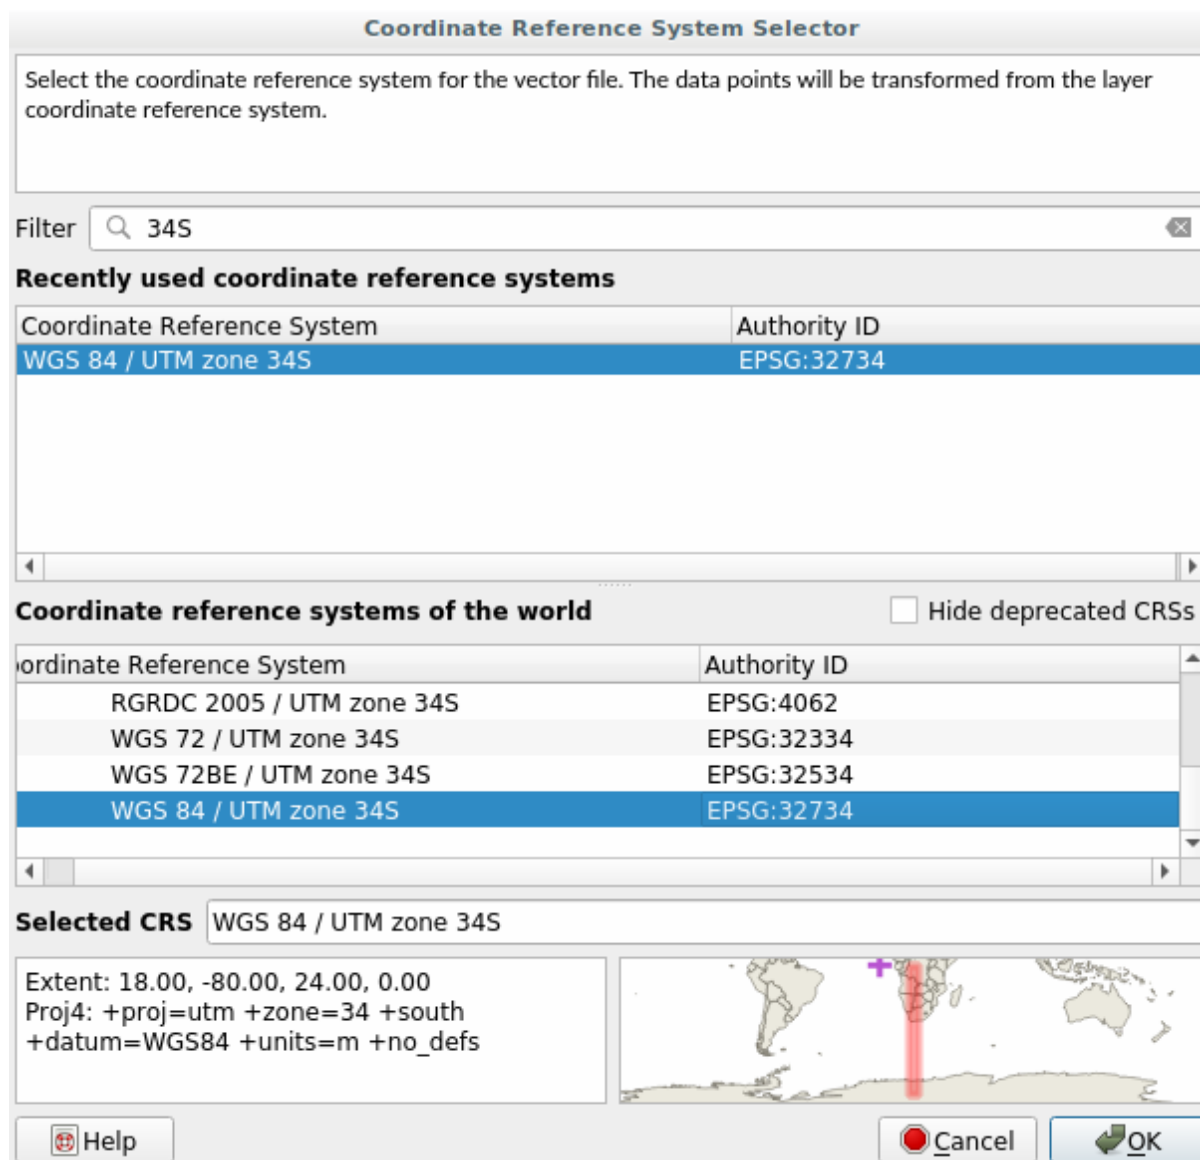 Coordinate Reference System Selector
Select the coordinate reference system for the vector file. The data points will be transformed from the layer
coordinate reference system.
Filter 34S
Recently used coordinate reference systems
Coordinate Reference System Authority ID
WGS 84 / UTM zone 34S EPSG:32734
Coordinate reference systems of the world Hide deprecated CRSs
ordinate Reference System Authority ID
RGRDC 2005 / UTM zone 34S EPSG:4062
WGS 72 / UTM zone 34S EPSG:32334
WGS 72BE / UTM zone 34S EPSG:32534
WGS 84 / UTM zone 34S EPSG:32734
Selected CRS WGS 84 / UTM zone 34S
Extent: 18.00, -80.00, 24.00, 0.00
Proj4: +proj=utm +zone=34 +south
+datum=WGS84 +units=m +no_defs
Help Cancel OK